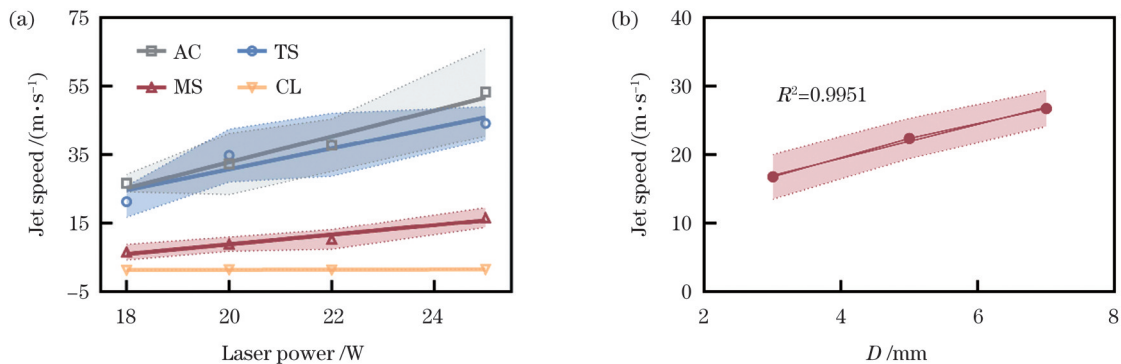 (a)
75
55
35
15
−5
Jet speed /(m·s⁻¹)
AC
TS
MS
CL
18
20
22
24
Laser power /W
(b)
40
30
20
10
0
Jet speed /(m·s⁻¹)
R²=0.9951
2
4
6
8
D /mm